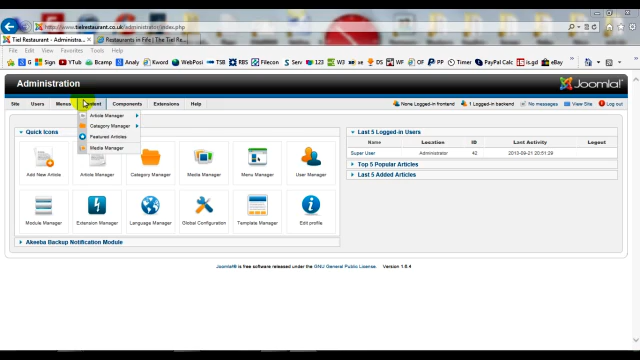 http://www.tielrestaurant.co.uk/administrator/index.php
Tiel Restaurant - Administra...
Restaurants in Fife | The Tiel Re...
File Edit View Favorites Tools Help
Sign YTub Bcamp Analy Kword WebPosi TSB RBS Falcon Serv 123 W3 DS WF OF PP Timer PayPal Calc is.gd eBay
Administration
Joomla!
Site Users Menus Content Components Extensions Help
None Logged-in frontend 1 Logged-in backend No messages View Site Log out
Article Manager
Category Manager
Featured Articles
Media Manager
Quick Icons
Add New Article Article Manager Category Manager Media Manager Menu Manager User Manager
Module Manager Extension Manager Language Manager Global Configuration Template Manager Edit profile
Akeeba Backup Notification Module
Last 5 Logged-in Users
Name Location ID Last Activity Logout
Super User Administrator 42 2013-09-21 20:51:29
Top 5 Popular Articles
Last 5 Added Articles
Joomla!® is free software released under the GNU General Public License. Version 1.6.4